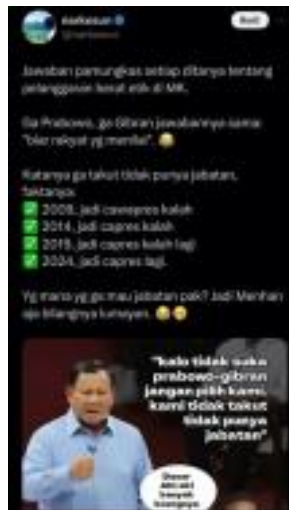 Jawaban pamungkas setiap ditanya tentang
pelanggaran berat etik di MK.
Ga Prabowo, ga Gibran jawabannya sama:
"biar rakyat yg menilai". 😂
Katanya ga takut tidak punya jabatan,
faktanya:
✅ 2009, jadi cawapres kalah
✅ 2014, jadi capres kalah
✅ 2019, jadi capres kalah lagi
✅ 2024, jadi capres lagi.
Yg mana yg ga mau jabatan pak? Jadi Menhan
aja bilangnya lumayan.
"kalo tidak suka
prabowo-gibran
jangan pilih kami.
kami tidak takut
tidak punya
jabatan"
banyak